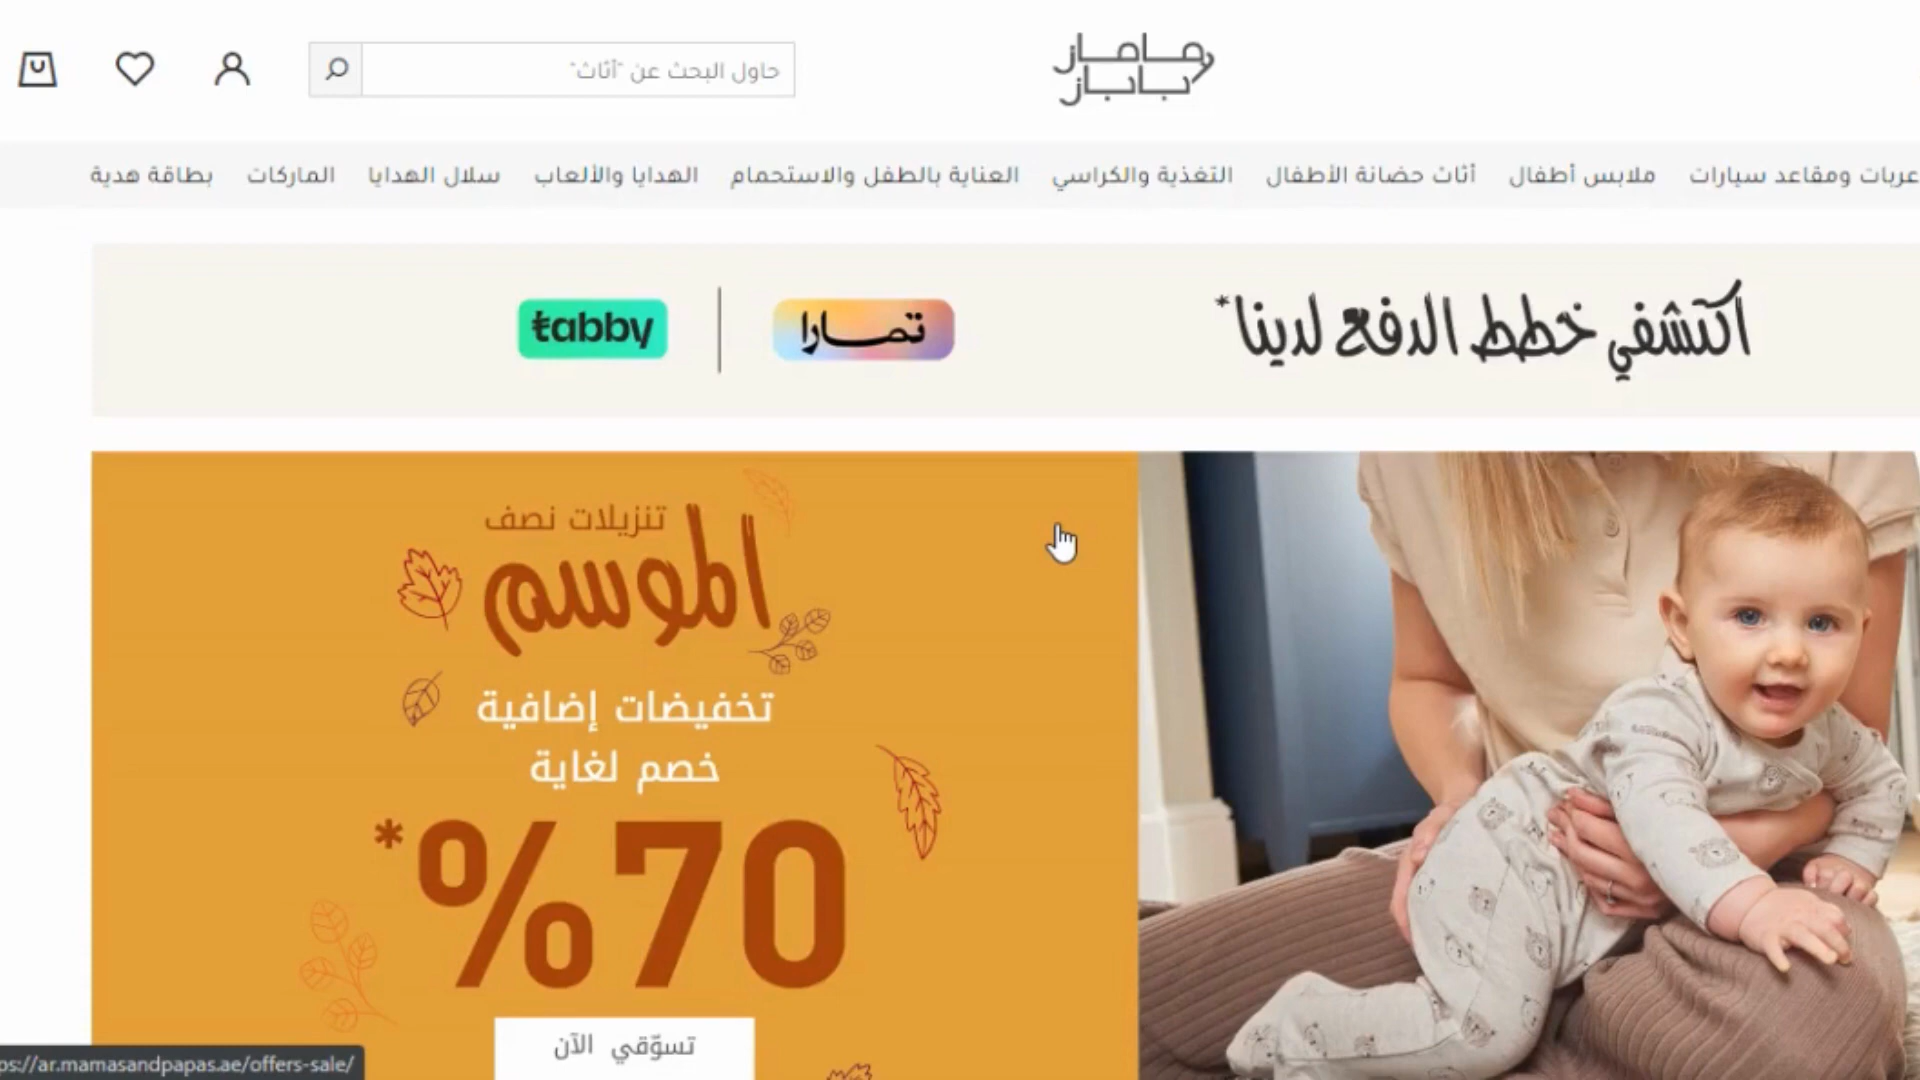 ماماز
باباز
حاول البحث عن "أثاث"
عربات ومقاعد سيارات
ملابس أطفال
أثاث حضانة الأطفال
التغذية والكراسي
العناية بالطفل والاستحمام
الهدايا والألعاب
سلال الهدايا
الماركات
بطاقة هدية
اكتشفي خطط الدفع لدينا*
تمارا
tabby
تنزيلات نصف
الموسم
تخفيضات إضافية
خصم لغاية
70%*
تسوّقي الآن
ps://ar.mamasandpapas.ae/offers-sale/